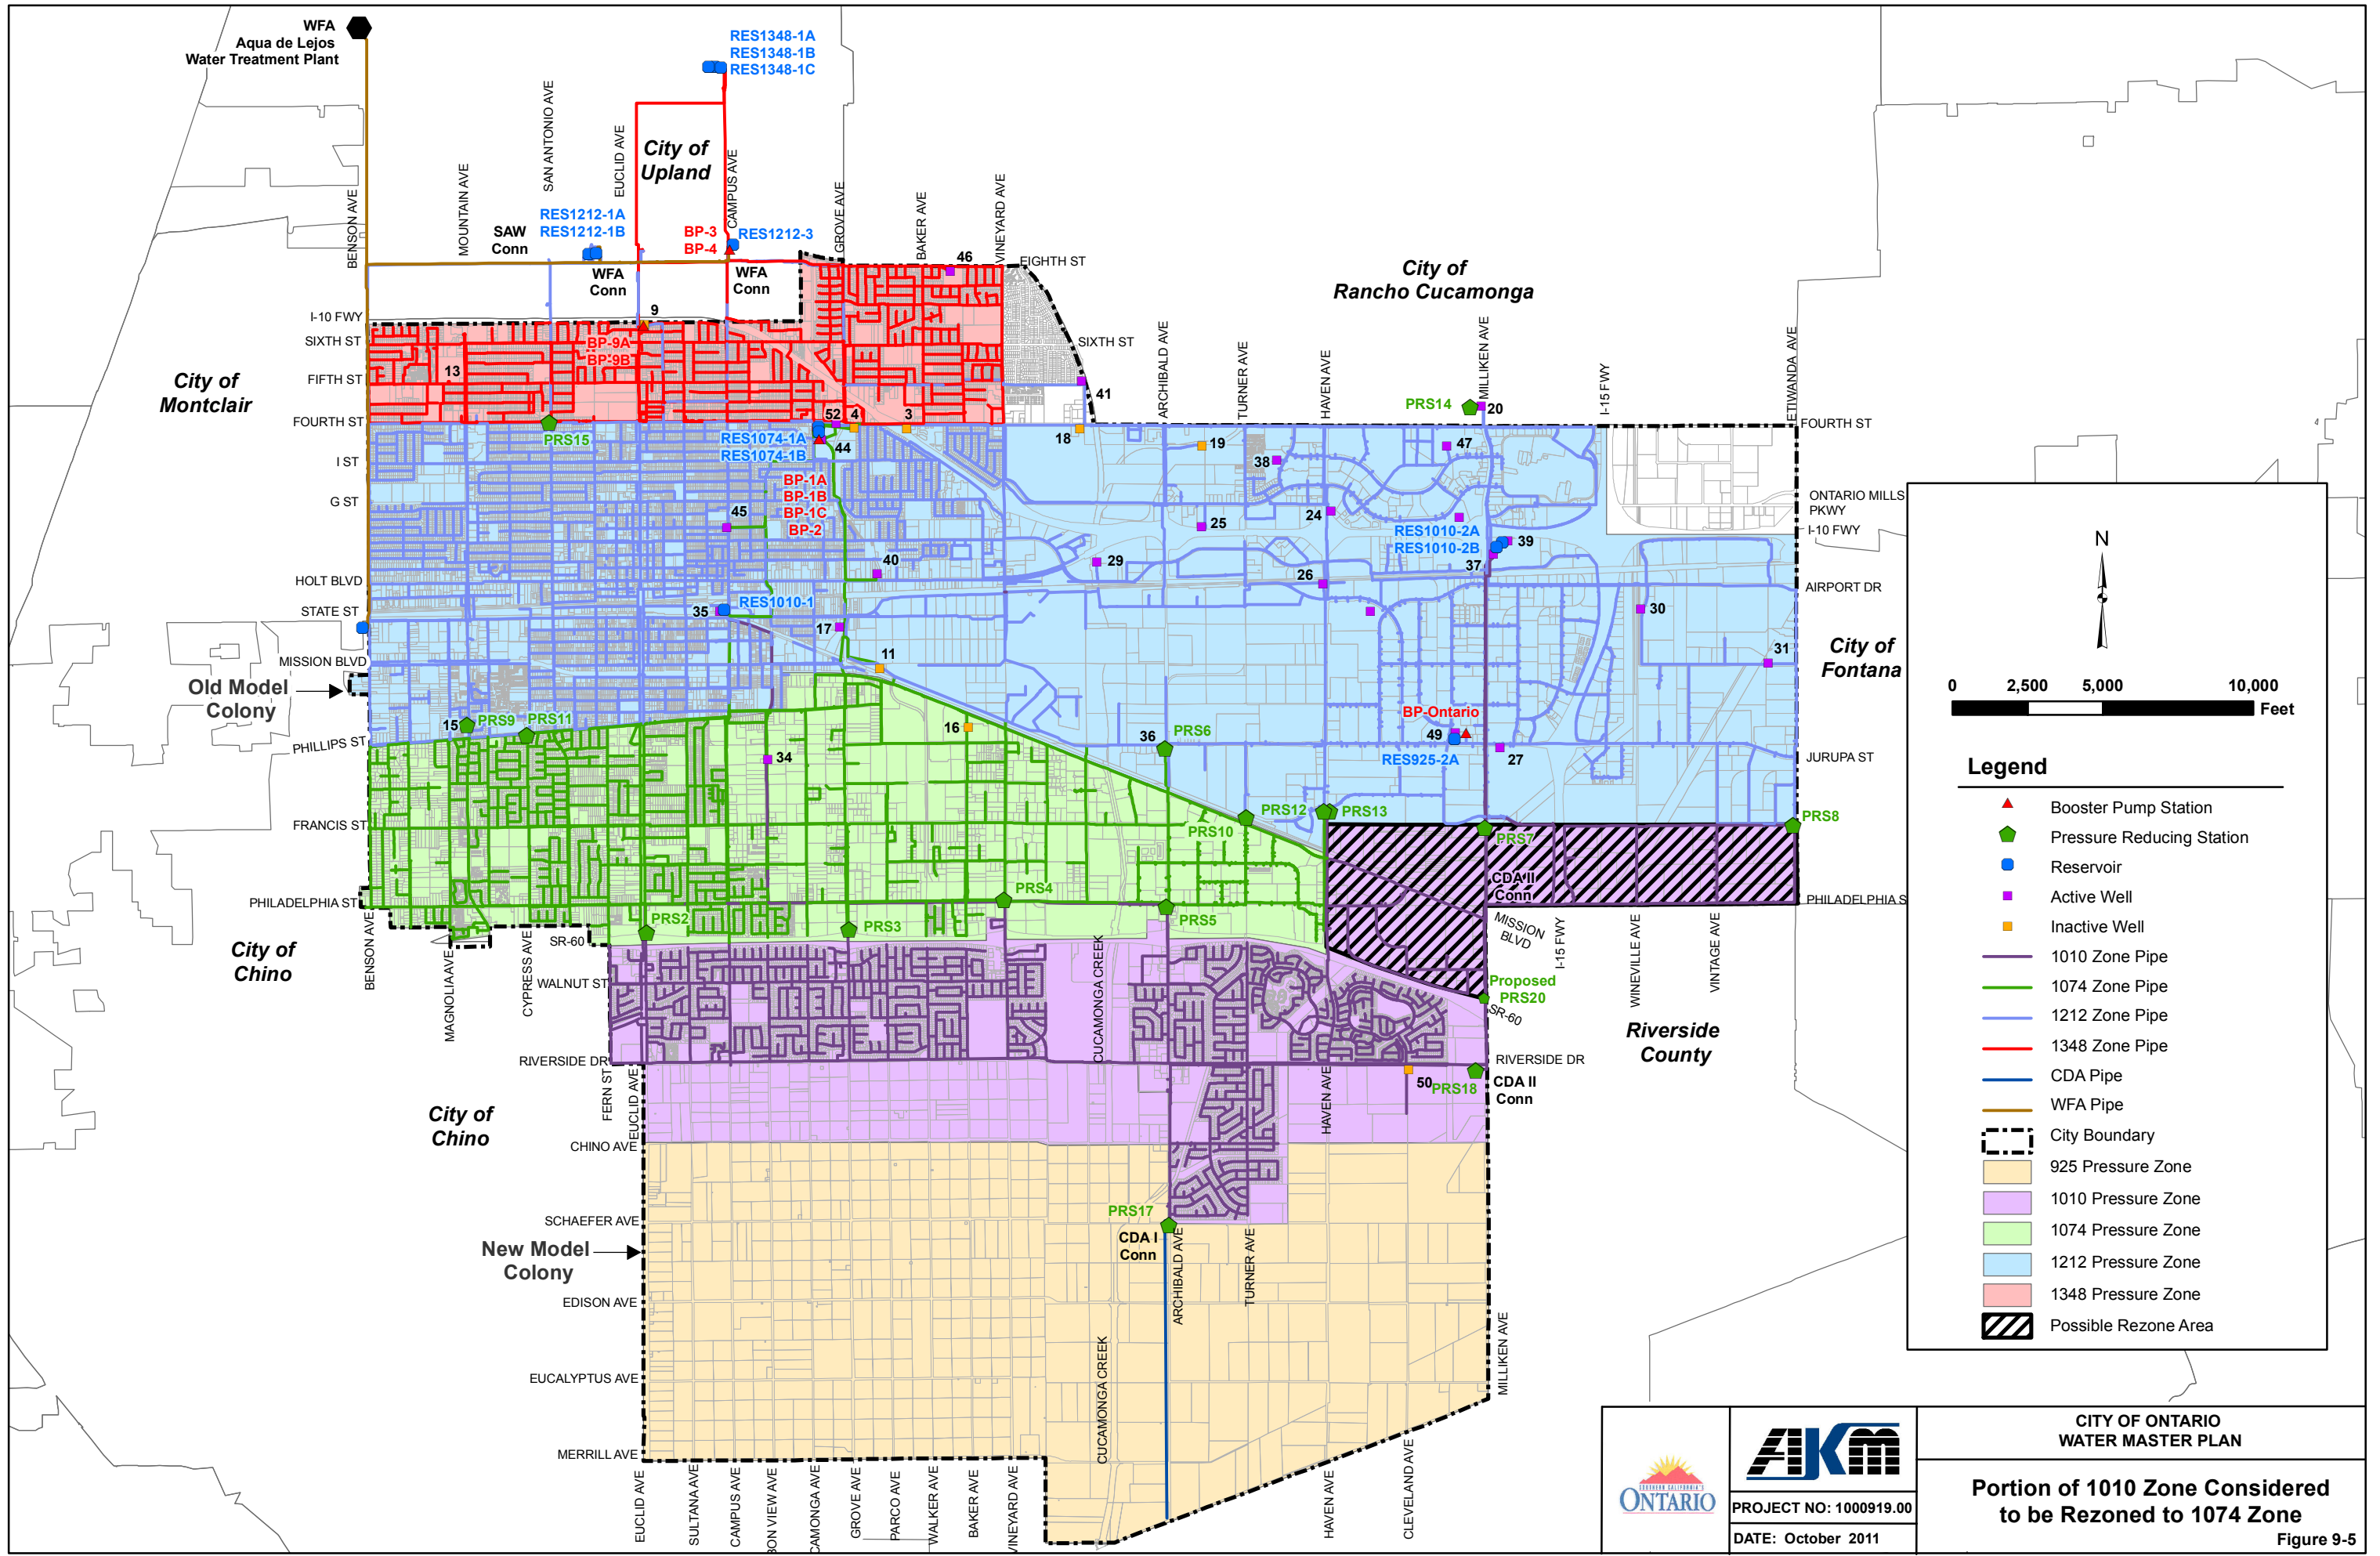 WFA
Aqua de Lejos
Water Treatment Plant
RES1348-1A
RES1348-1B
RES1348-1C
City of
Upland
BENSON AVE
MOUNTAIN AVE
SAN ANTONIO AVE
EUCLID AVE
CAMPUS AVE
GROVE AVE
BAKER AVE
VINEYARD AVE
RES1212-1A
RES1212-1B
SAW
Conn
WFA
Conn
BP-3
BP-4
RES1212-3
WFA
Conn
46
EIGHTH ST
City of
Rancho Cucamonga
I-10 FWY
9
SIXTH ST
BP-9A
BP-9B
SIXTH ST
ARCHIBALD AVE
TURNER AVE
HAVEN AVE
MILLIKEN AVE
I-15 FWY
ETIWANDA AVE
City of
Montclair
FIFTH ST
13
41
PRS14
20
FOURTH ST
PRS15
52
4
3
18
FOURTH ST
RES1074-1A
RES1074-1B
44
19
47
38
I ST
G ST
BP-1A
BP-1B
BP-1C
BP-2
45
25
24
RES1010-2A
RES1010-2B
39
37
ONTARIO MILLS
PKWY
I-10 FWY
40
29
26
HOLT BLVD
AIRPORT DR
STATE ST
35
RES1010-1
17
30
11
31
City of
Fontana
MISSION BLVD
Old Model
Colony
15
PRS9
PRS11
PHILLIPS ST
16
34
36
PRS6
BP-Ontario
49
RES925-2A
27
JURUPA ST
FRANCIS ST
PRS10
PRS12
PRS13
PRS7
PRS8
CDA II
Conn
PHILADELPHIA ST
PRS4
PRS2
PRS3
PRS5
PHILADELPHIA S
MISSION
BLVD
I-15 FWY
WINEVILLE AVE
VINTAGE AVE
City of
Chino
BENSON AVE
MAGNOLIA AVE
CYPRESS AVE
SR-60
WALNUT ST
CUCAMONGA CREEK
Proposed
PRS20
SR-60
Riverside
County
RIVERSIDE DR
RIVERSIDE DR
50
PRS18
CDA II
Conn
City of
Chino
FERN ST
EUCLID AVE
HAVEN AVE
CHINO AVE
SCHAEFER AVE
PRS17
CDA I
Conn
ARCHIBALD AVE
TURNER AVE
New Model
Colony
EDISON AVE
EUCALYPTUS AVE
CUCAMONGA CREEK
MILLIKEN AVE
MERRILL AVE
EUCLID AVE
SULTANA AVE
CAMPUS AVE
BON VIEW AVE
CAMONGA AVE
GROVE AVE
PARCO AVE
WALKER AVE
BAKER AVE
VINEYARD AVE
HAVEN AVE
CLEVELAND AVE
N
0 2,500 5,000 10,000
Feet
Legend
Booster Pump Station
Pressure Reducing Station
Reservoir
Active Well
Inactive Well
1010 Zone Pipe
1074 Zone Pipe
1212 Zone Pipe
1348 Zone Pipe
CDA Pipe
WFA Pipe
City Boundary
925 Pressure Zone
1010 Pressure Zone
1074 Pressure Zone
1212 Pressure Zone
1348 Pressure Zone
Possible Rezone Area
SOUTHERN CALIFORNIA'S
ONTARIO
AKM
PROJECT NO: 1000919.00
DATE: October 2011
CITY OF ONTARIO
WATER MASTER PLAN
Portion of 1010 Zone Considered
to be Rezoned to 1074 Zone
Figure 9-5